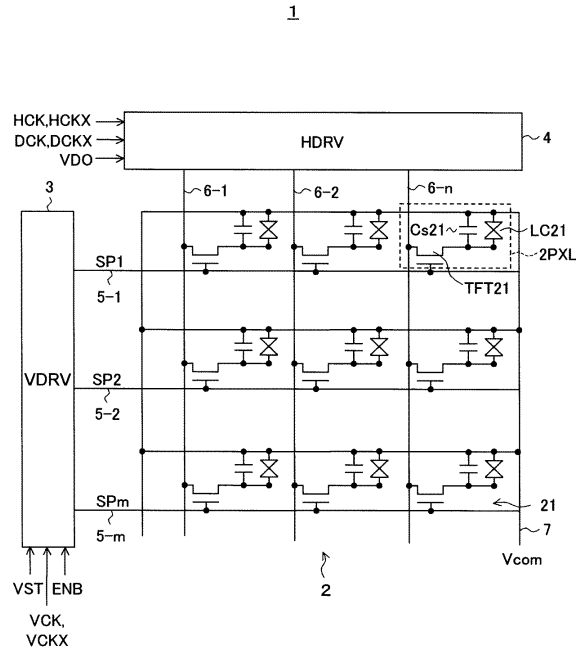 1
HCK,HCKX
DCK,DCKX
VDO
HDRV
4
3
6-1
6-2
6-n
Cs21
LC21
2PXL
TFT21
SP1
5-1
VDRV
SP2
5-2
SPm
5-m
21
7
Vcom
2
VST ENB
VCK,
VCKX